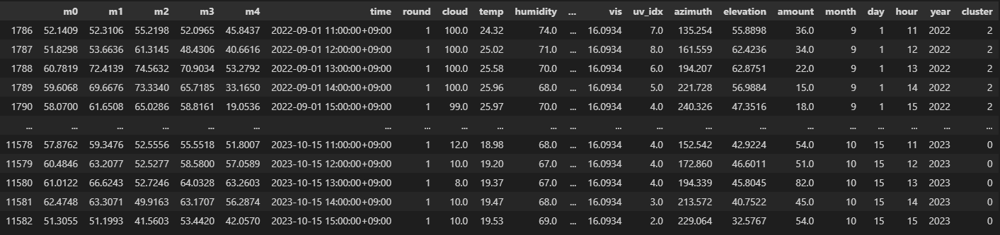 m0 m1 m2 m3 m4 time round cloud temp humidity ... vis uv_idx azimuth elevation amount month day hour year cluster
1786 52.1409 52.3106 55.2198 52.0965 45.8437 2022-09-01 11:00:00+09:00 1 100.0 24.32 74.0 ... 16.0934 7.0 135.254 55.8898 36.0 9 1 11 2022 2
1787 51.8298 53.6636 61.3145 48.4306 40.6616 2022-09-01 12:00:00+09:00 1 100.0 25.02 71.0 ... 16.0934 8.0 161.559 62.4236 34.0 9 1 12 2022 2
1788 60.7819 72.4139 74.5632 70.9034 53.2792 2022-09-01 13:00:00+09:00 1 100.0 25.58 70.0 ... 16.0934 6.0 194.207 62.8751 22.0 9 1 13 2022 2
1789 59.6068 69.6676 73.3340 65.7185 33.1650 2022-09-01 14:00:00+09:00 1 100.0 25.96 68.0 ... 16.0934 5.0 221.728 56.9884 15.0 9 1 14 2022 2
1790 58.0700 61.6508 65.0286 58.8161 19.0536 2022-09-01 15:00:00+09:00 1 99.0 25.97 70.0 ... 16.0934 4.0 240.326 47.3516 18.0 9 1 15 2022 2
... ... ... ... ... ... ... ... ... ... ... ... ... ... ... ... ... ... ... ... ... ...
11578 57.8762 59.3476 52.5556 55.5518 51.8007 2023-10-15 11:00:00+09:00 1 12.0 18.98 68.0 ... 16.0934 4.0 152.542 42.9224 54.0 10 15 11 2023 0
11579 60.4846 63.2077 52.5277 58.5800 57.0589 2023-10-15 12:00:00+09:00 1 10.0 19.20 67.0 ... 16.0934 4.0 172.860 46.6011 51.0 10 15 12 2023 0
11580 61.0122 66.6243 52.7246 64.0328 63.2603 2023-10-15 13:00:00+09:00 1 8.0 19.37 67.0 ... 16.0934 4.0 194.339 45.8045 82.0 10 15 13 2023 0
11581 62.4748 63.3071 49.9163 63.1707 56.2874 2023-10-15 14:00:00+09:00 1 10.0 19.47 68.0 ... 16.0934 3.0 213.572 40.7522 45.0 10 15 14 2023 0
11582 51.3055 51.1993 41.5603 53.4420 42.0570 2023-10-15 15:00:00+09:00 1 10.0 19.53 69.0 ... 16.0934 2.0 229.064 32.5767 54.0 10 15 15 2023 0